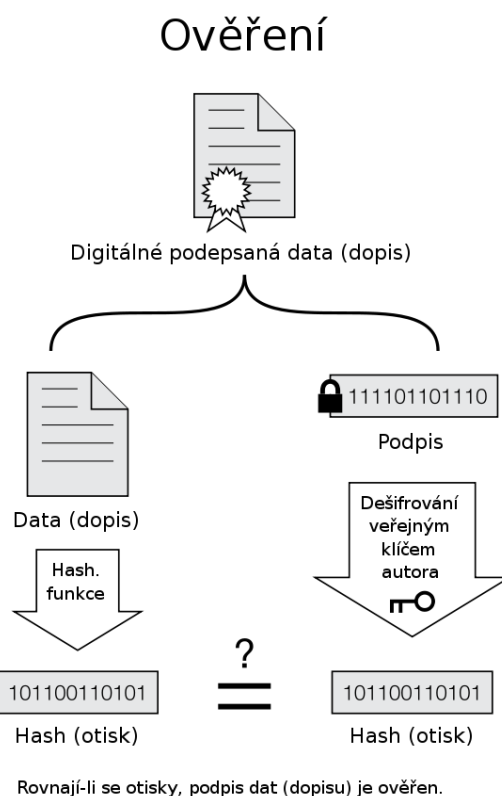 Ověření
Digitálné podepsaná data (dopis)
111101101110
Podpis
Data (dopis)
Dešifrování
veřejným
klíčem
autora
Hash.
funkce
?
=
101100110101
101100110101
Hash (otisk)
Hash (otisk)
Rovnají-li se otisky, podpis dat (dopisu) je ověřen.